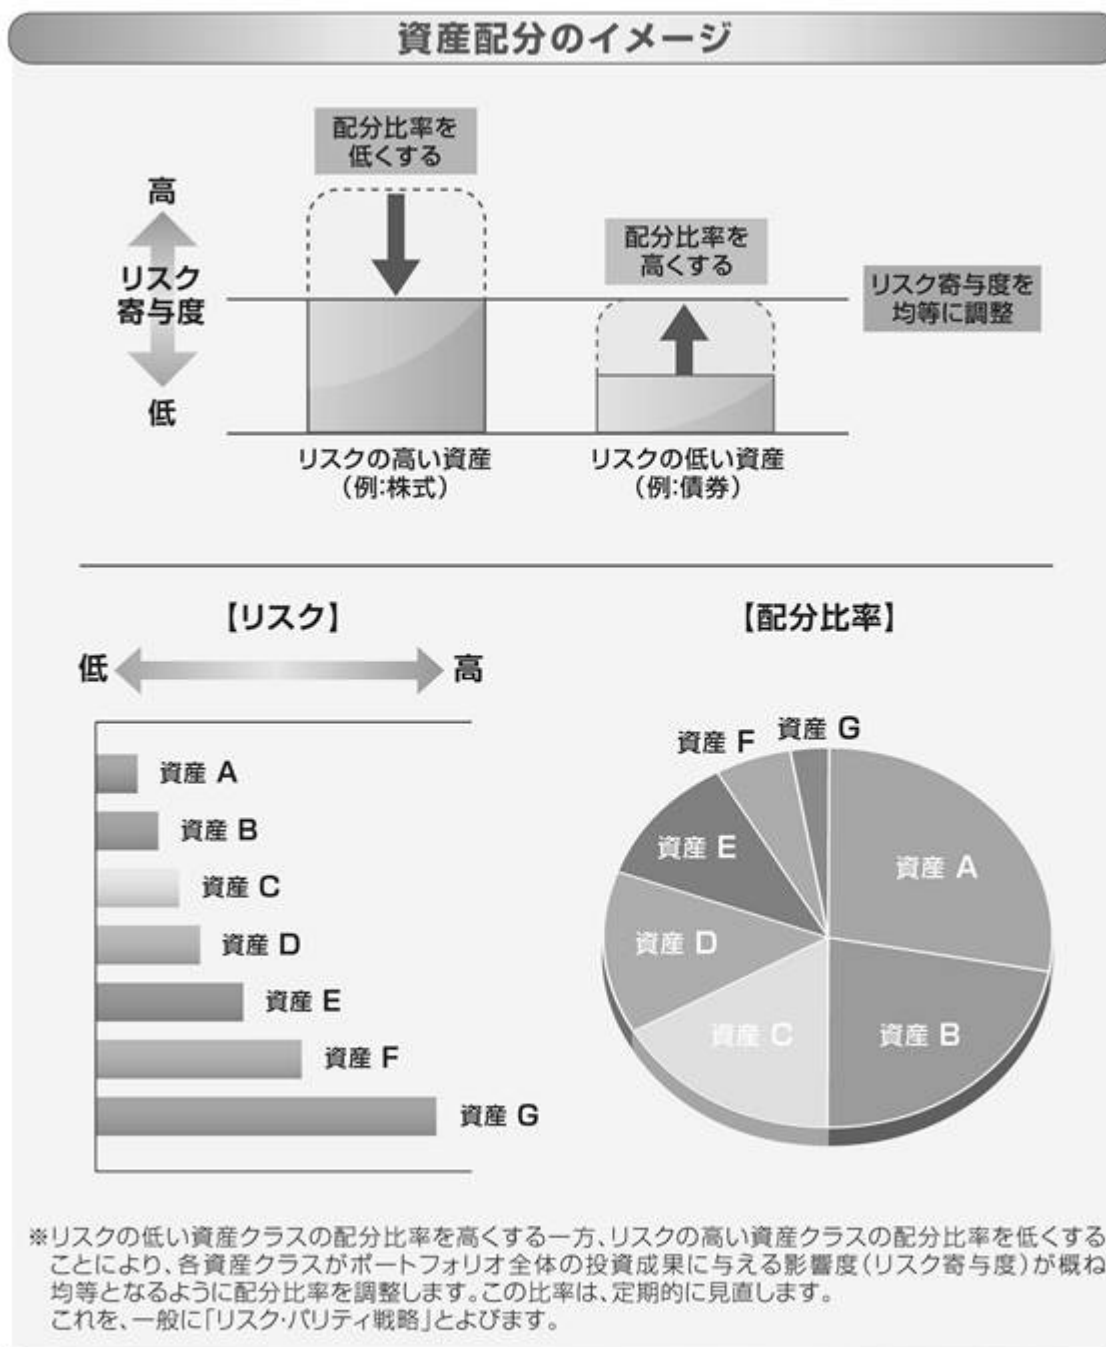 資産配分のイメージ
配分比率を
低くする
高
リスク
寄与度
低
配分比率を
高くする
リスク寄与度を
均等に調整
リスクの高い資産
(例:株式)
リスクの低い資産
(例:債券)
【リスク】
低
高
資産 A
資産 B
資産 C
資産 D
資産 E
資産 F
資産 G
【配分比率】
資産 F
資産 G
資産 E
資産 A
資産 D
資産 C
資産 B
※リスクの低い資産クラスの配分比率を高くする一方、リスクの高い資産クラスの配分比率を低くする
ことにより、各資産クラスがポートフォリオ全体の投資成果に与える影響度(リスク寄与度)が概ね
均等となるように配分比率を調整します。この比率は、定期的に見直します。
これを、一般に「リスク・パリティ戦略」とよびます。